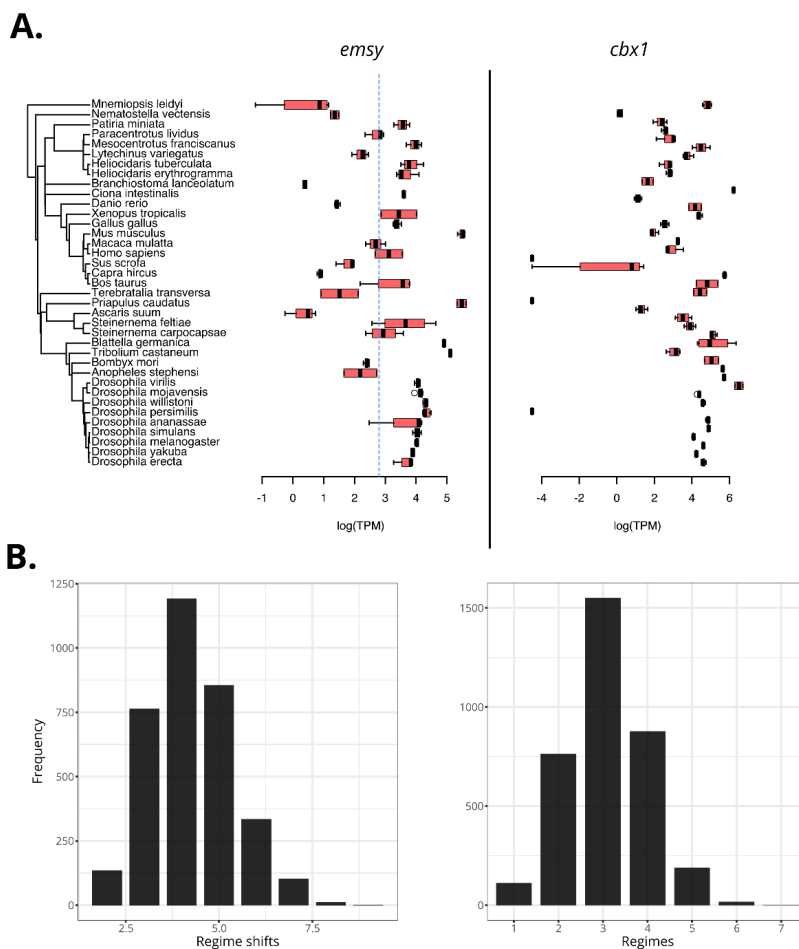 A.
emsy
cbx1
Mnemiopsis leidyi
Nematostella vectensis
Patiria miniata
Paracentrotus lividus
Mesocentrotus franciscanus
Lytechinus variegatus
Heliocidaris tuberculata
Heliocidaris erythrogramma
Branchiostoma lanceolatum
Ciona intestinalis
Danio rerio
Xenopus tropicalis
Gallus gallus
Mus musculus
Macaca mulatta
Homo sapiens
Sus scrofa
Capra hircus
Bos taurus
Terebratalia transversa
Priapulus caudatus
Ascaris suum
Steinernema feltiae
Steinernema carpocapsae
Blattella germanica
Tribolium castaneum
Bombyx mori
Anopheles stephensi
Drosophila virilis
Drosophila mojavensis
Drosophila willistoni
Drosophila persimilis
Drosophila ananassae
Drosophila simulans
Drosophila melanogaster
Drosophila yakuba
Drosophila erecta
-1 0 1 2 3 4 5
-4 -2 0 2 4 6
log(TPM)
log(TPM)
B.
1250
1000
750
500
250
0
Frequency
2.5 5.0 7.5
Regime shifts
1500
1000
500
0
1 2 3 4 5 6 7
Regimes